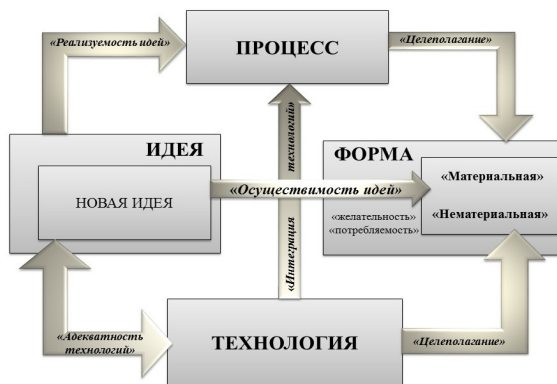 «Реализуемость идей»
ПРОЦЕСС
«Целеполагание»
ИДЕЯ
НОВАЯ ИДЕЯ
«Осуществимость идей»
ФОРМА
«Материальная»
«Нематериальная»
«желательность»
«потребляемость»
«Интеграция технологий»
«Адекватность
технологий»
ТЕХНОЛОГИЯ
«Целеполагание»